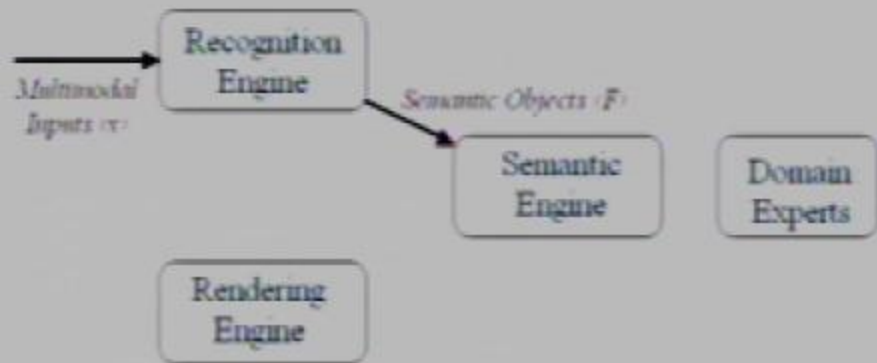 Recognition
Engine
Multimodal
Inputs (x)
Semantic Objects (F)
Semantic
Engine
Domain
Experts
Rendering
Engine